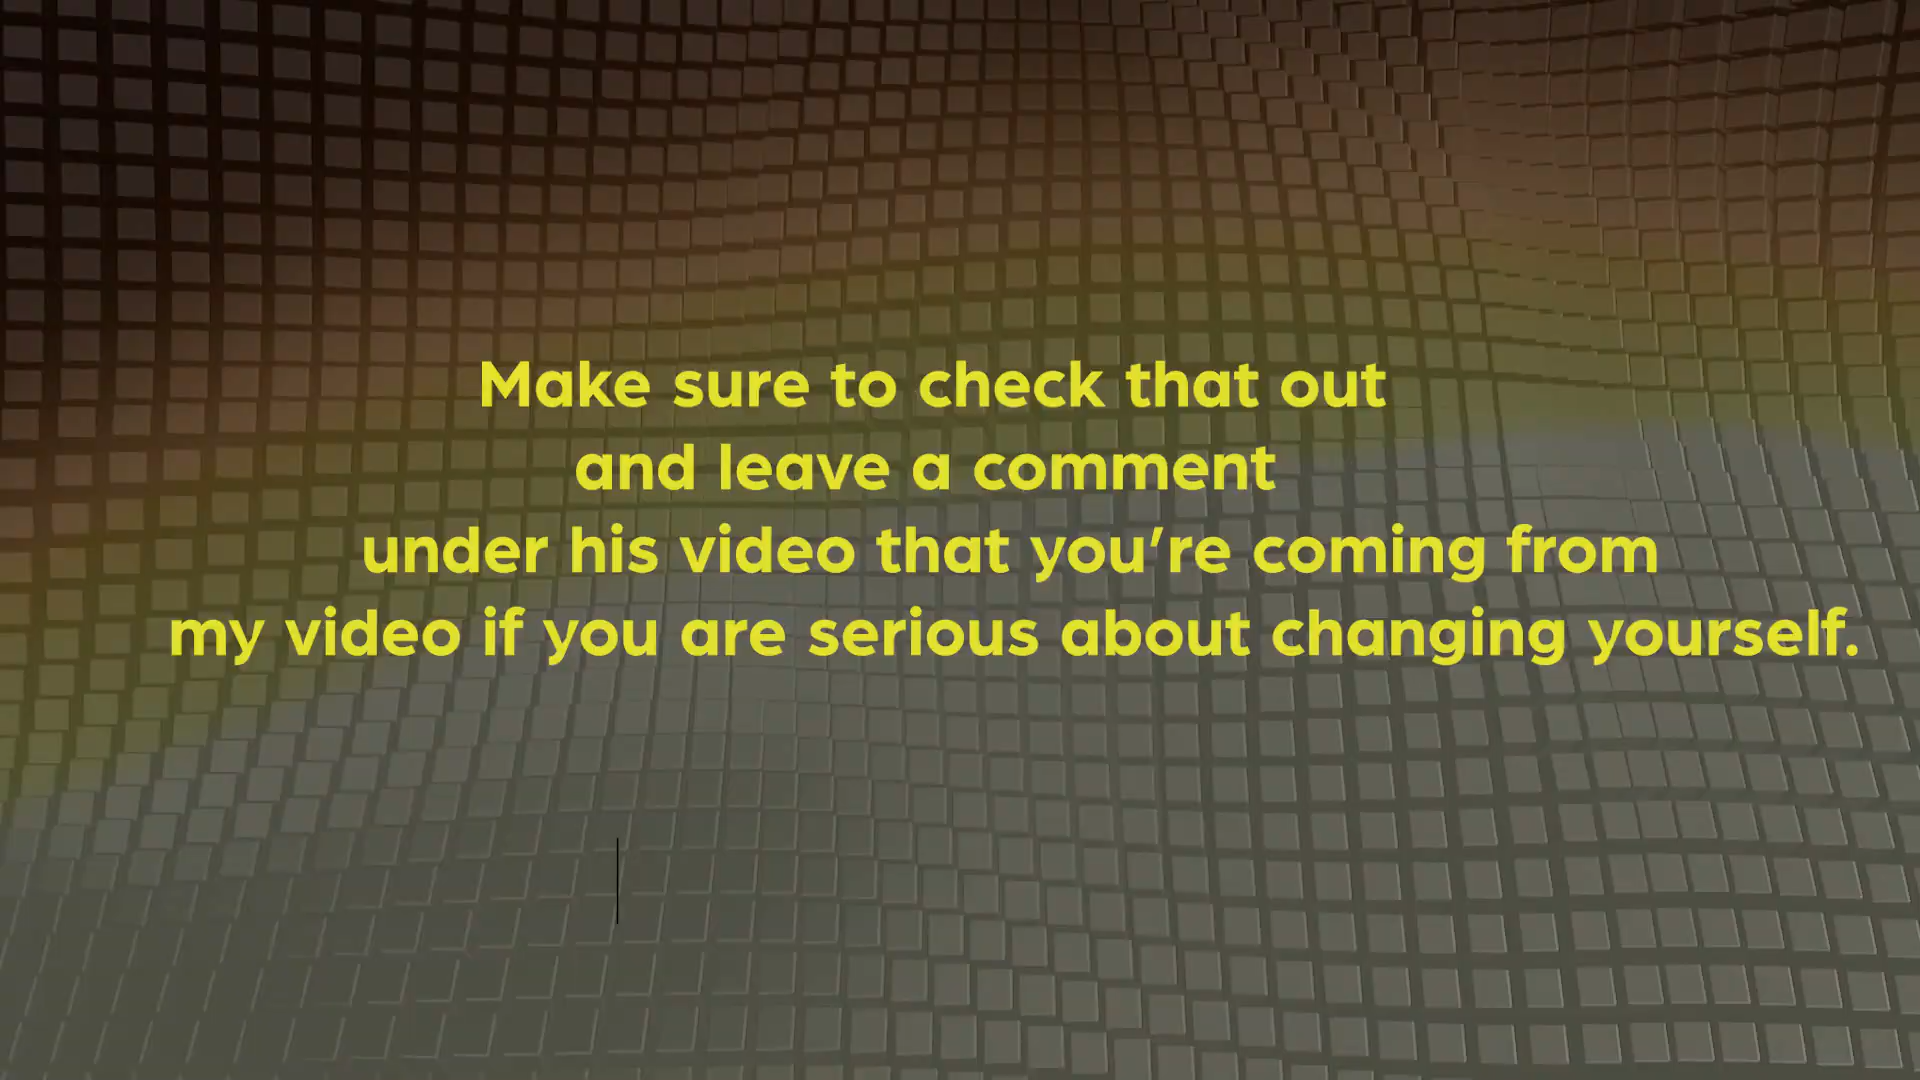 Make sure to check that out
and leave a comment
under his video that you’re coming from
my video if you are serious about changing yourself.